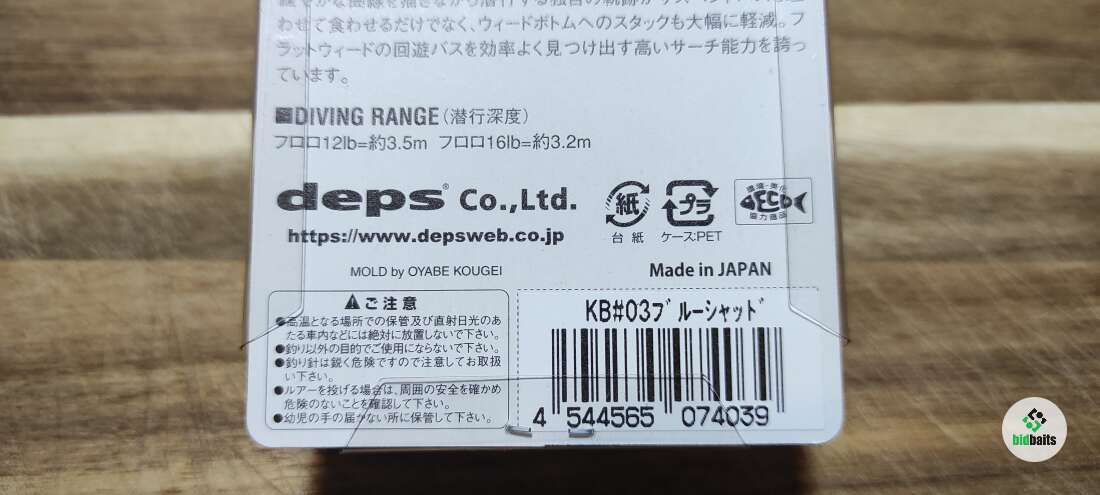 わせて食わせるだけでなく、ウィードボトムへのスタックも大幅に軽減。フ
ラットウィードの回遊バスを効率よく見つけ出す高いサーチ能力を誇っ
ています。
■DIVING RANGE（潜行深度）
フロロ12lb=約3.5m フロロ16lb=約3.2m
deps® Co.,Ltd.
https://www.depsweb.co.jp
紙
台紙
プラ
ケース:PET
環境・美化
ECO
協力商品
MOLD by OYABE KOUGEI
Made in JAPAN
⚠ご注意
●高温となる場所での保管及び直射日光のあ
たる車内などには絶対に放置しないで下さい。
●釣り以外の目的でご使用にならないで下さい。
●釣り針は鋭く危険ですので注意してお取扱
い下さい。
●ルアーを投げる場合は、周囲の安全を確かめ
危険のないことを確認して下さい。
●幼児の手の届かない所に保管して下さい。
KB#03ブルーシャッド
4 544565 074039
bidbaits